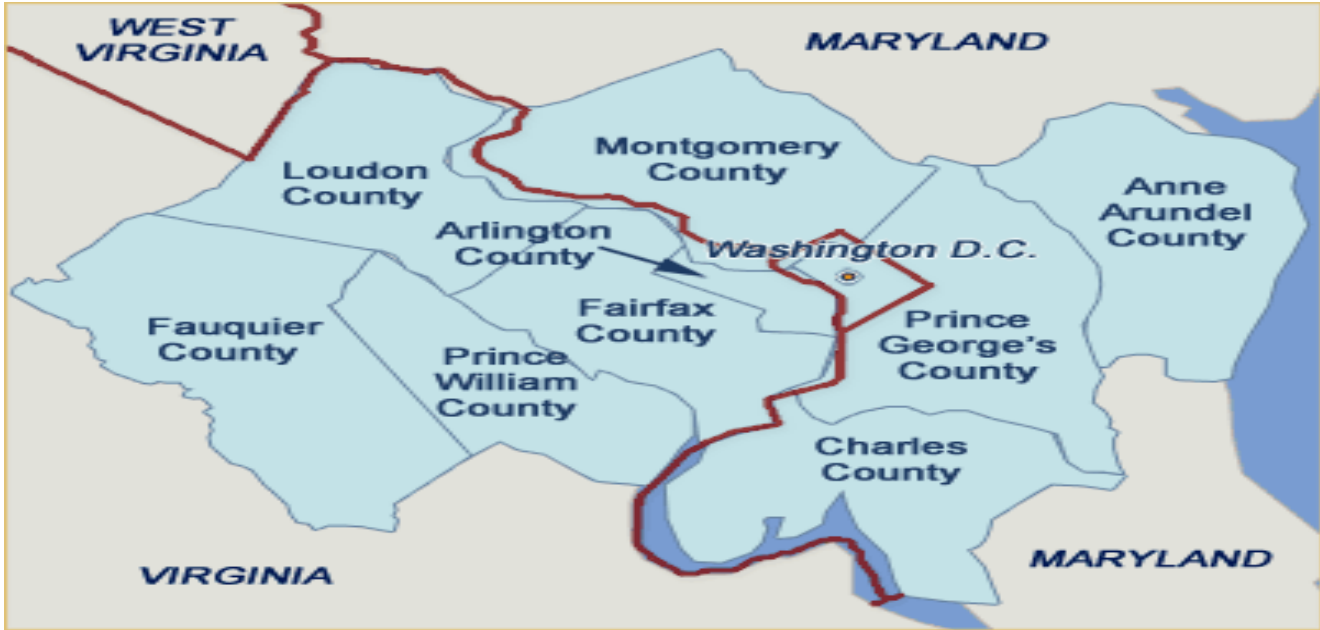 WEST
VIRGINIA
MARYLAND
Montgomery
County
Loudon
County
Anne
Arundel
County
Arlington
County
Washington D.C.
Fauquier
County
Fairfax
County
Prince
George's
County
Prince
William
County
Charles
County
VIRGINIA
MARYLAND